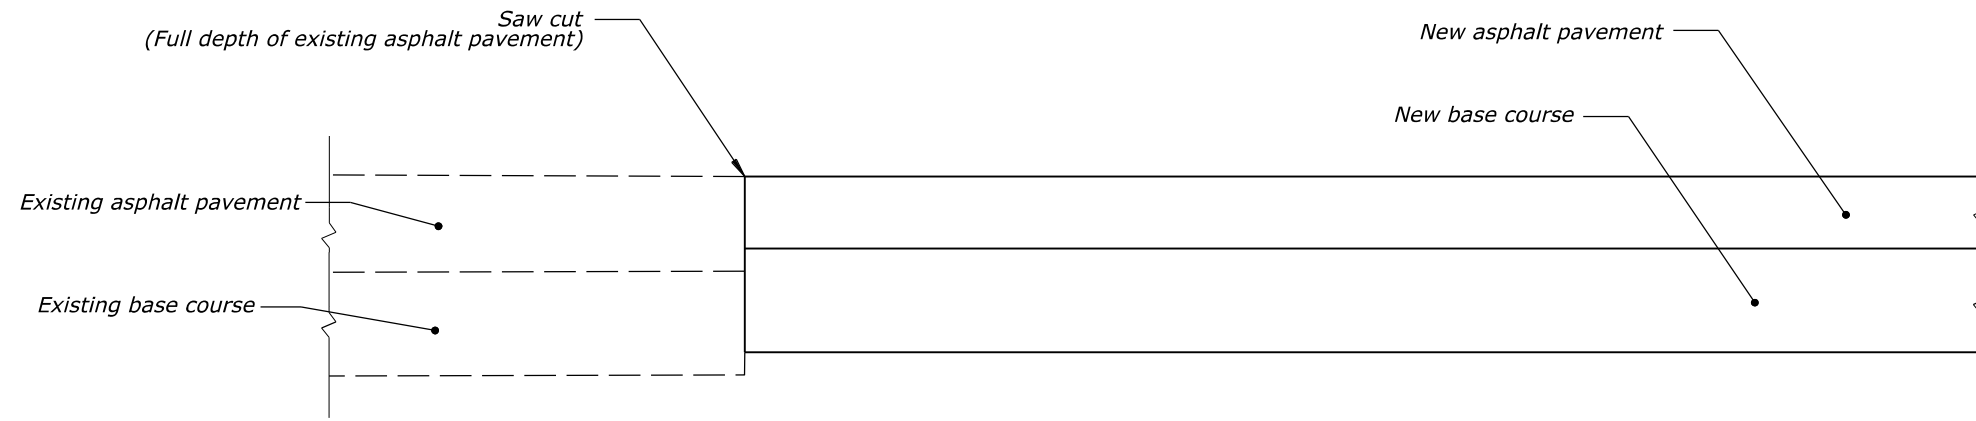 Saw cut
(Full depth of existing asphalt pavement)
New asphalt pavement
New base course
Existing asphalt pavement
Existing base course